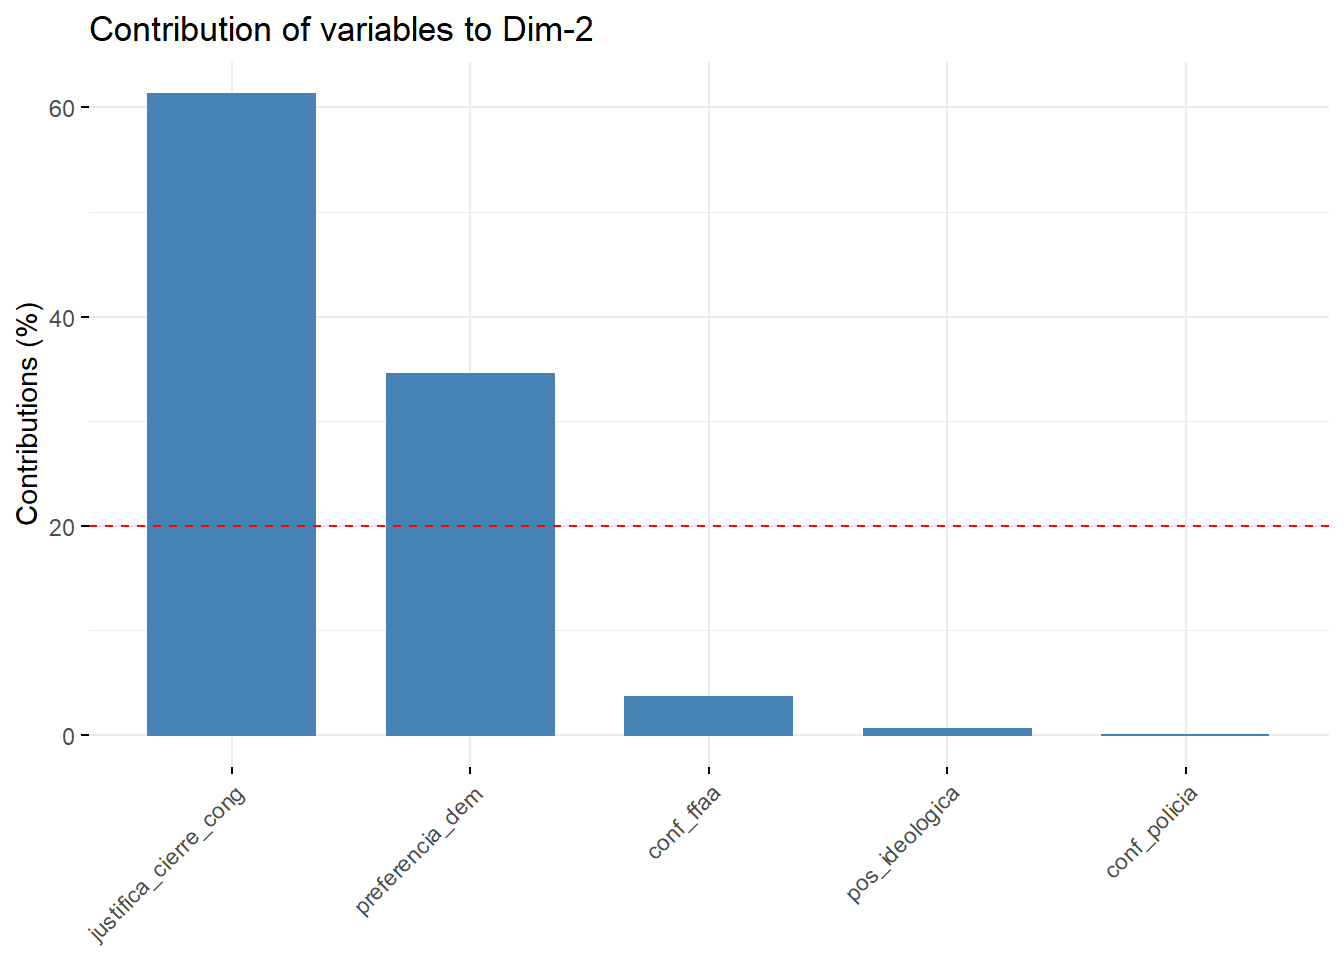 Contribution of variables to Dim-2
Contributions (%)
60
40
20
0
justifica_cierre_cong
preferencia_dem
conf_ffaa
pos_ideologica
conf_policia